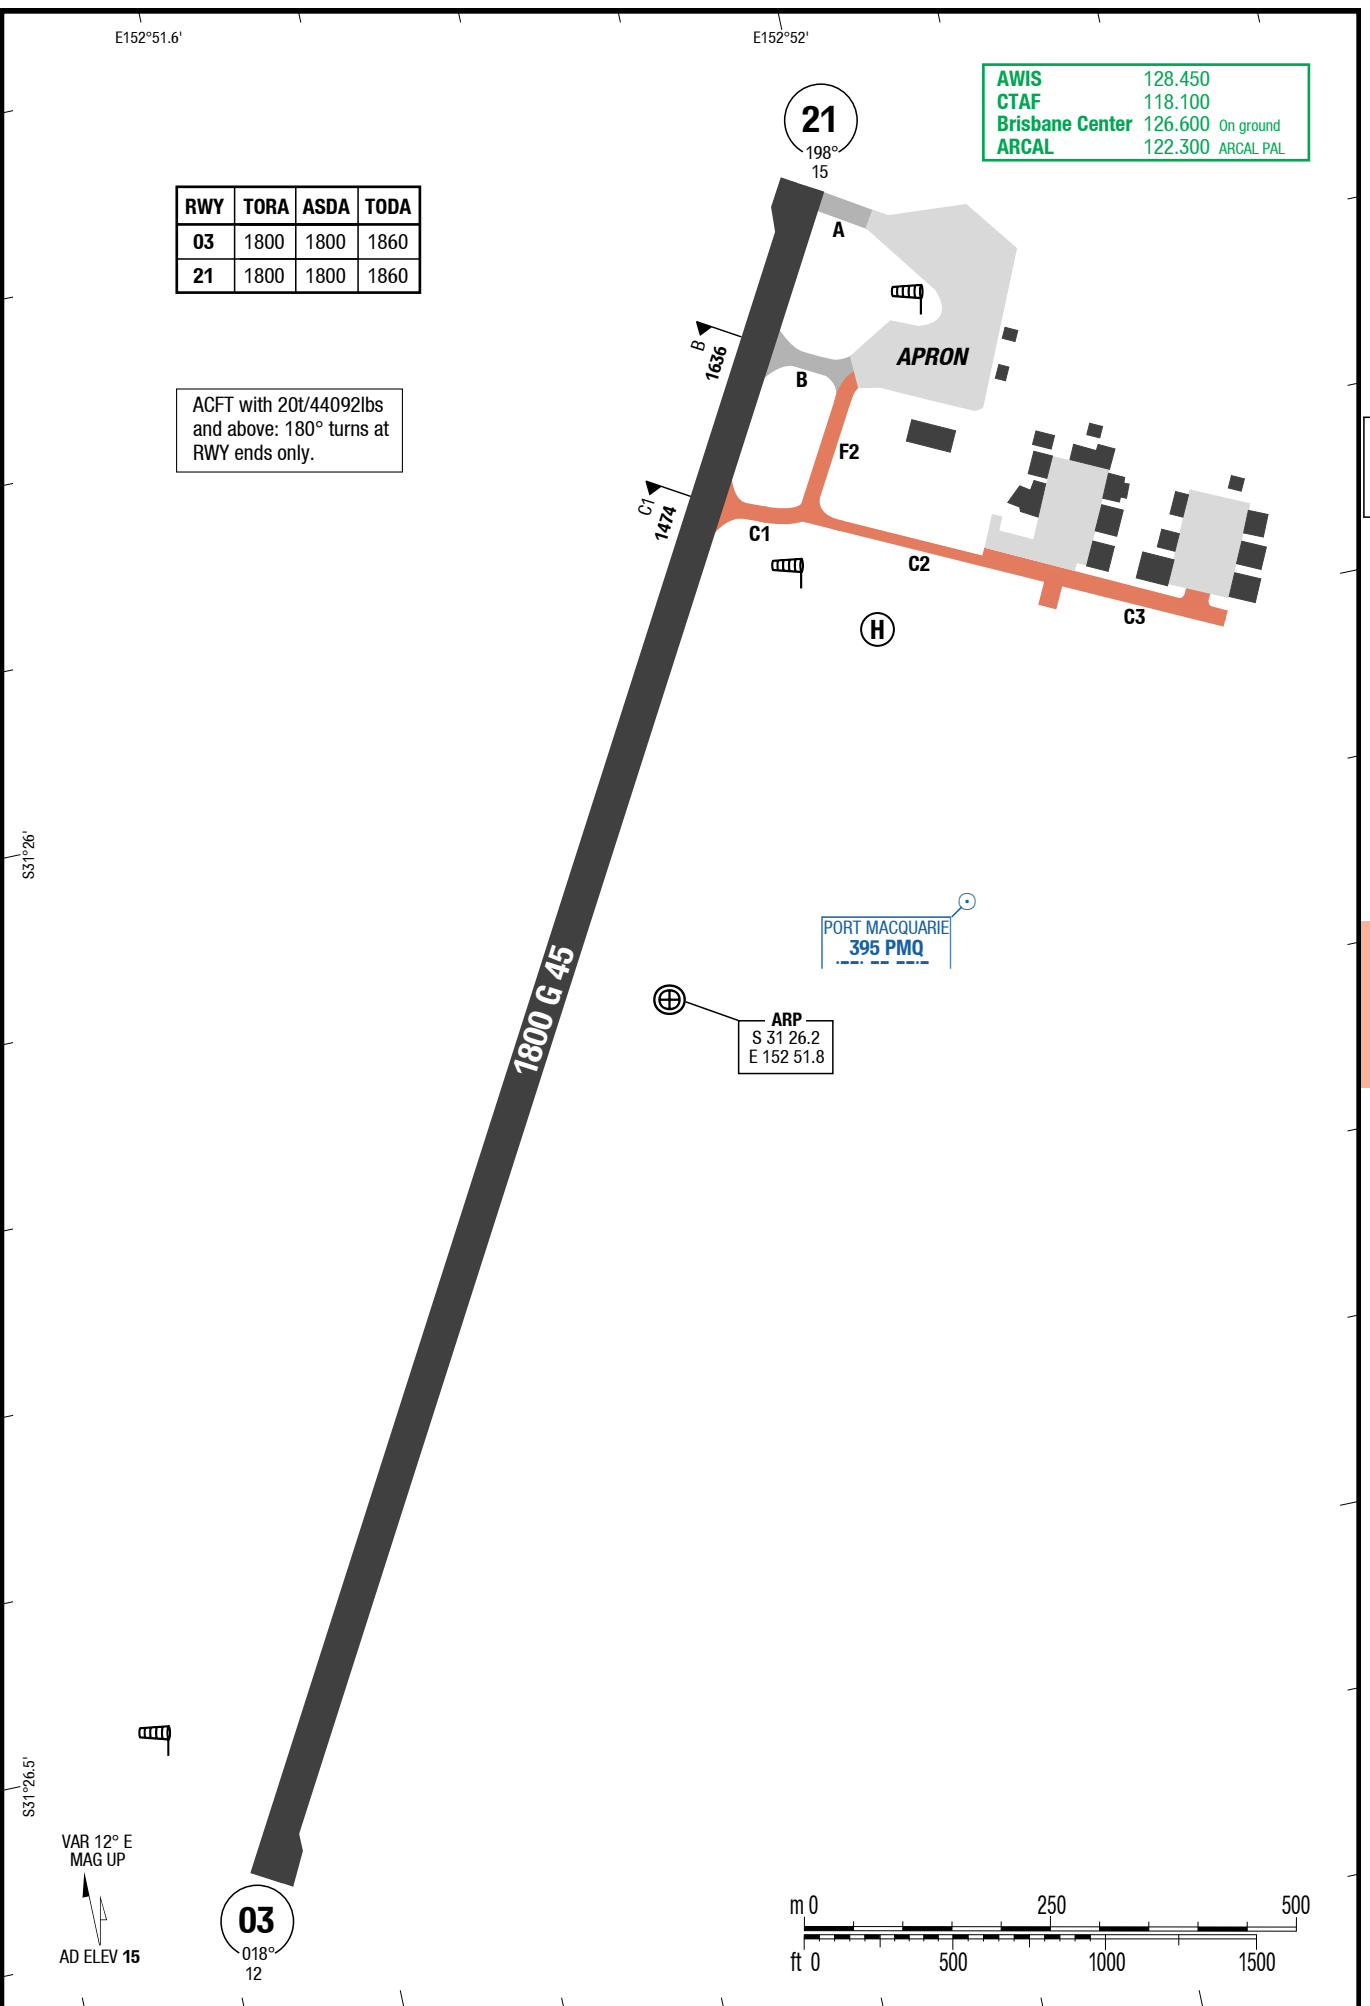 E152°51.6'
E152°52'
AWIS 128.450
CTAF 118.100
Brisbane Center 126.600 On ground
ARCAL 122.300 ARCAL PAL
21
198°
15
RWY TORA ASDA TODA
03 1800 1800 1860
21 1800 1800 1860
A
APRON
B
1636
B
ACFT with 20t/44092lbs
and above: 180° turns at
RWY ends only.
F2
C1
1474
C1
C2
H
C3
S31°26'
PORT MACQUARIE
395 PMQ
1800 G 45
ARP
S 31 26.2
E 152 51.8
S31°26.5'
VAR 12° E
MAG UP
AD ELEV 15
03
018°
12
m 0 250 500
ft 0 500 1000 1500